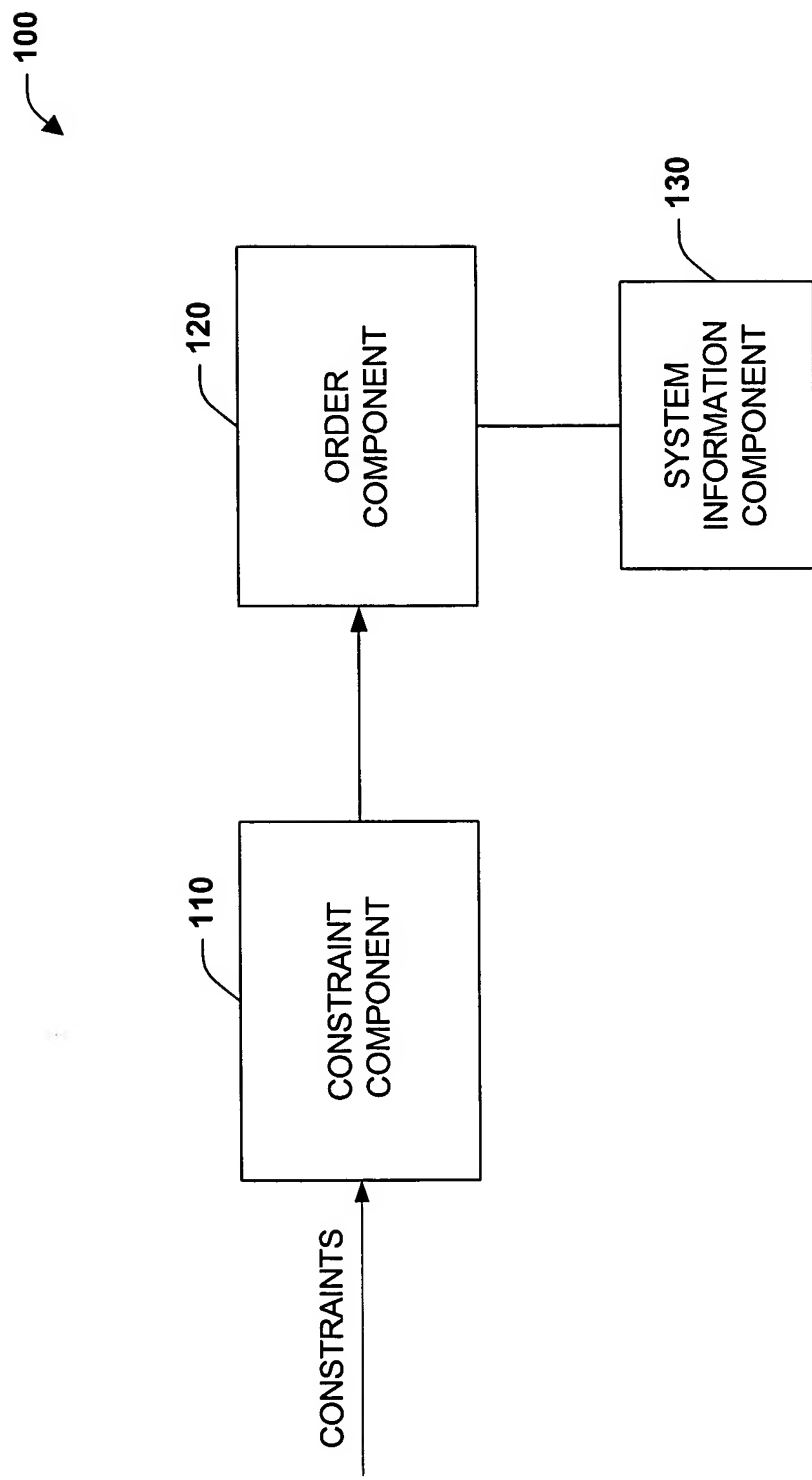 100
120
ORDER
COMPONENT
130
SYSTEM
INFORMATION
COMPONENT
110
CONSTRAINT
COMPONENT
CONSTRAINTS